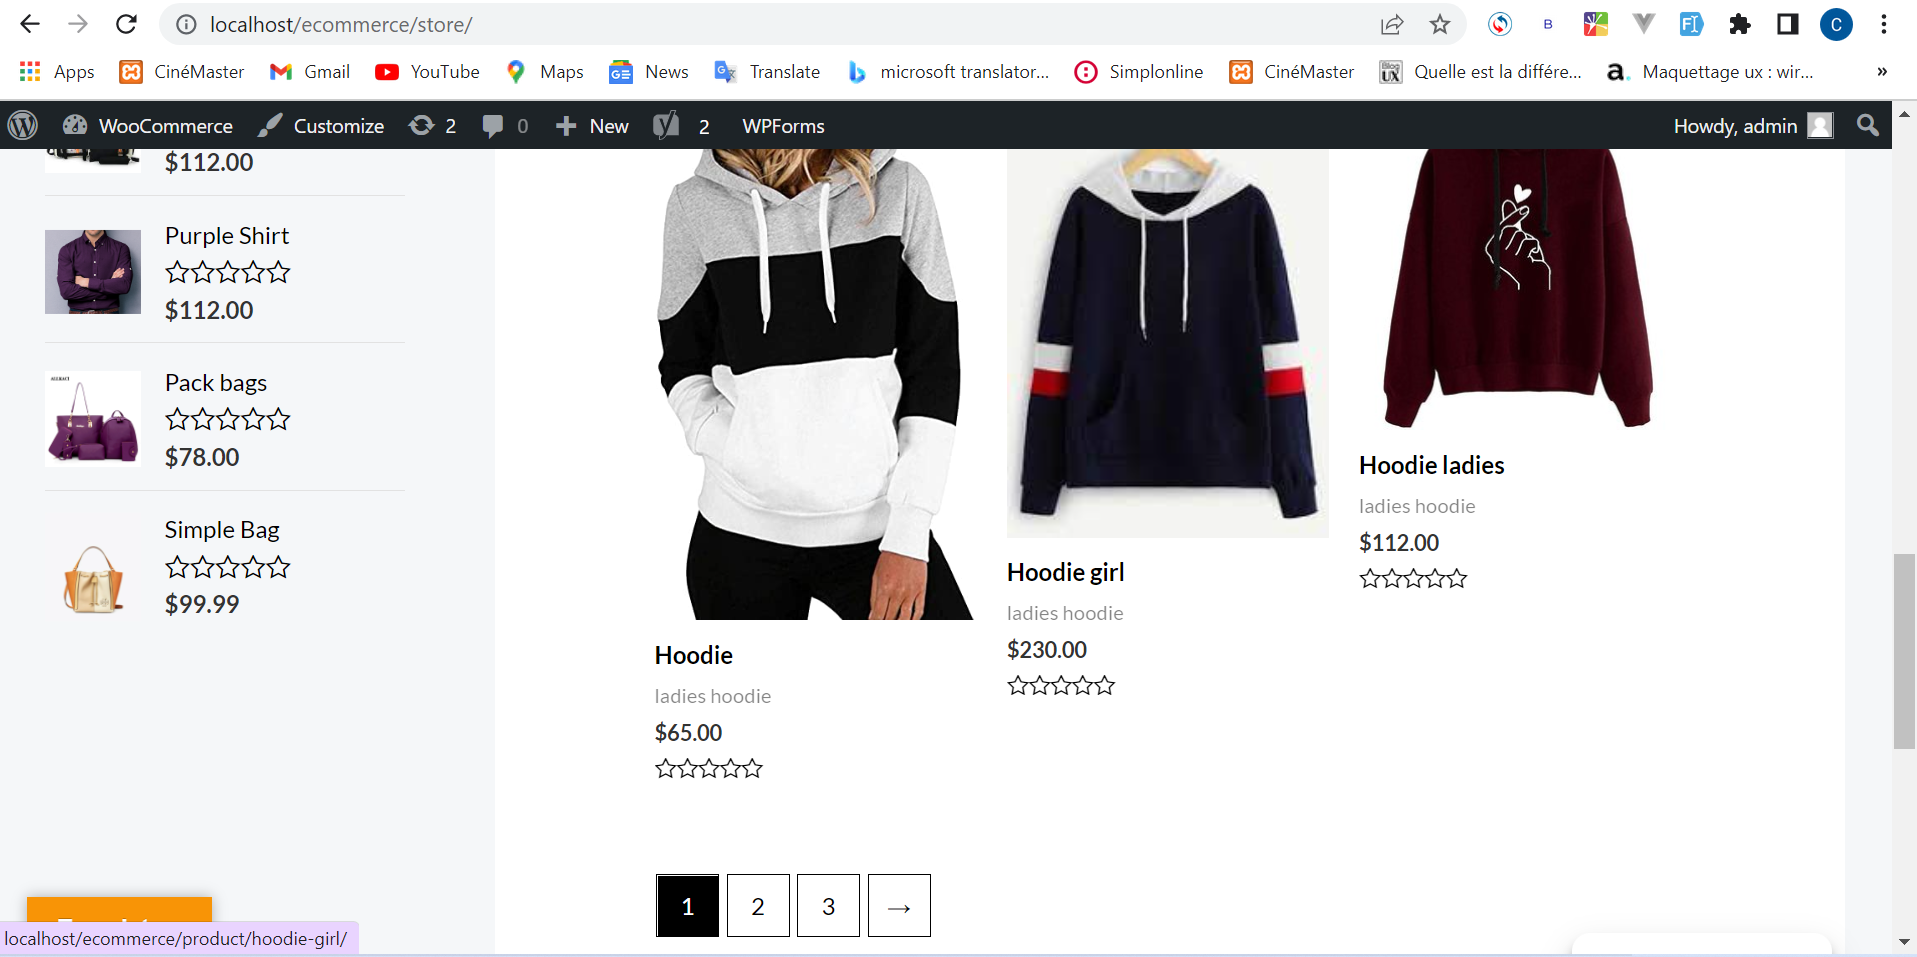 localhost/ecommerce/store/
Apps CinéMaster Gmail YouTube Maps News Translate microsoft translator... Simplonline CinéMaster Quelle est la différe... Maquettage ux : wir... »
WooCommerce Customize 2 0 New 2 WPForms Howdy, admin
$112.00
Purple Shirt
$112.00
Pack bags
$78.00
Simple Bag
$99.99
Hoodie
ladies hoodie
$65.00
Hoodie girl
ladies hoodie
$230.00
Hoodie ladies
ladies hoodie
$112.00
1 2 3 →
localhost/ecommerce/product/hoodie-girl/